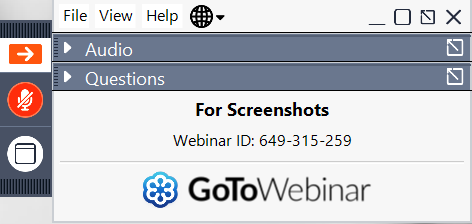 File View Help
Audio
Questions
For Screenshots
Webinar ID: 649-315-259
GoToWebinar